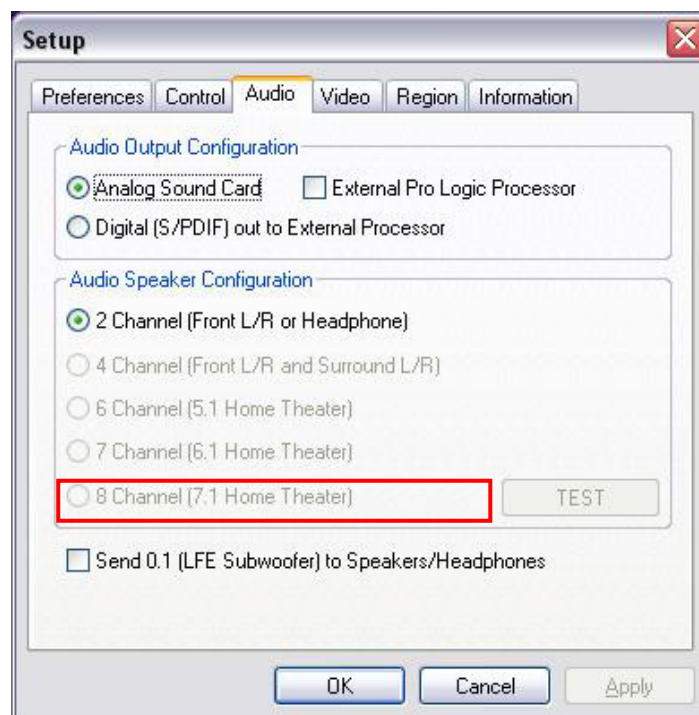 Setup
Preferences Control Audio Video Region Information
Audio Output Configuration
Analog Sound Card External Pro Logic Processor
Digital (S/PDIF) out to External Processor
Audio Speaker Configuration
2 Channel (Front L/R or Headphone)
4 Channel (Front L/R and Surround L/R)
6 Channel (5.1 Home Theater)
7 Channel (6.1 Home Theater)
8 Channel (7.1 Home Theater) TEST
Send 0.1 (LFE Subwoofer) to Speakers/Headphones
OK Cancel Apply